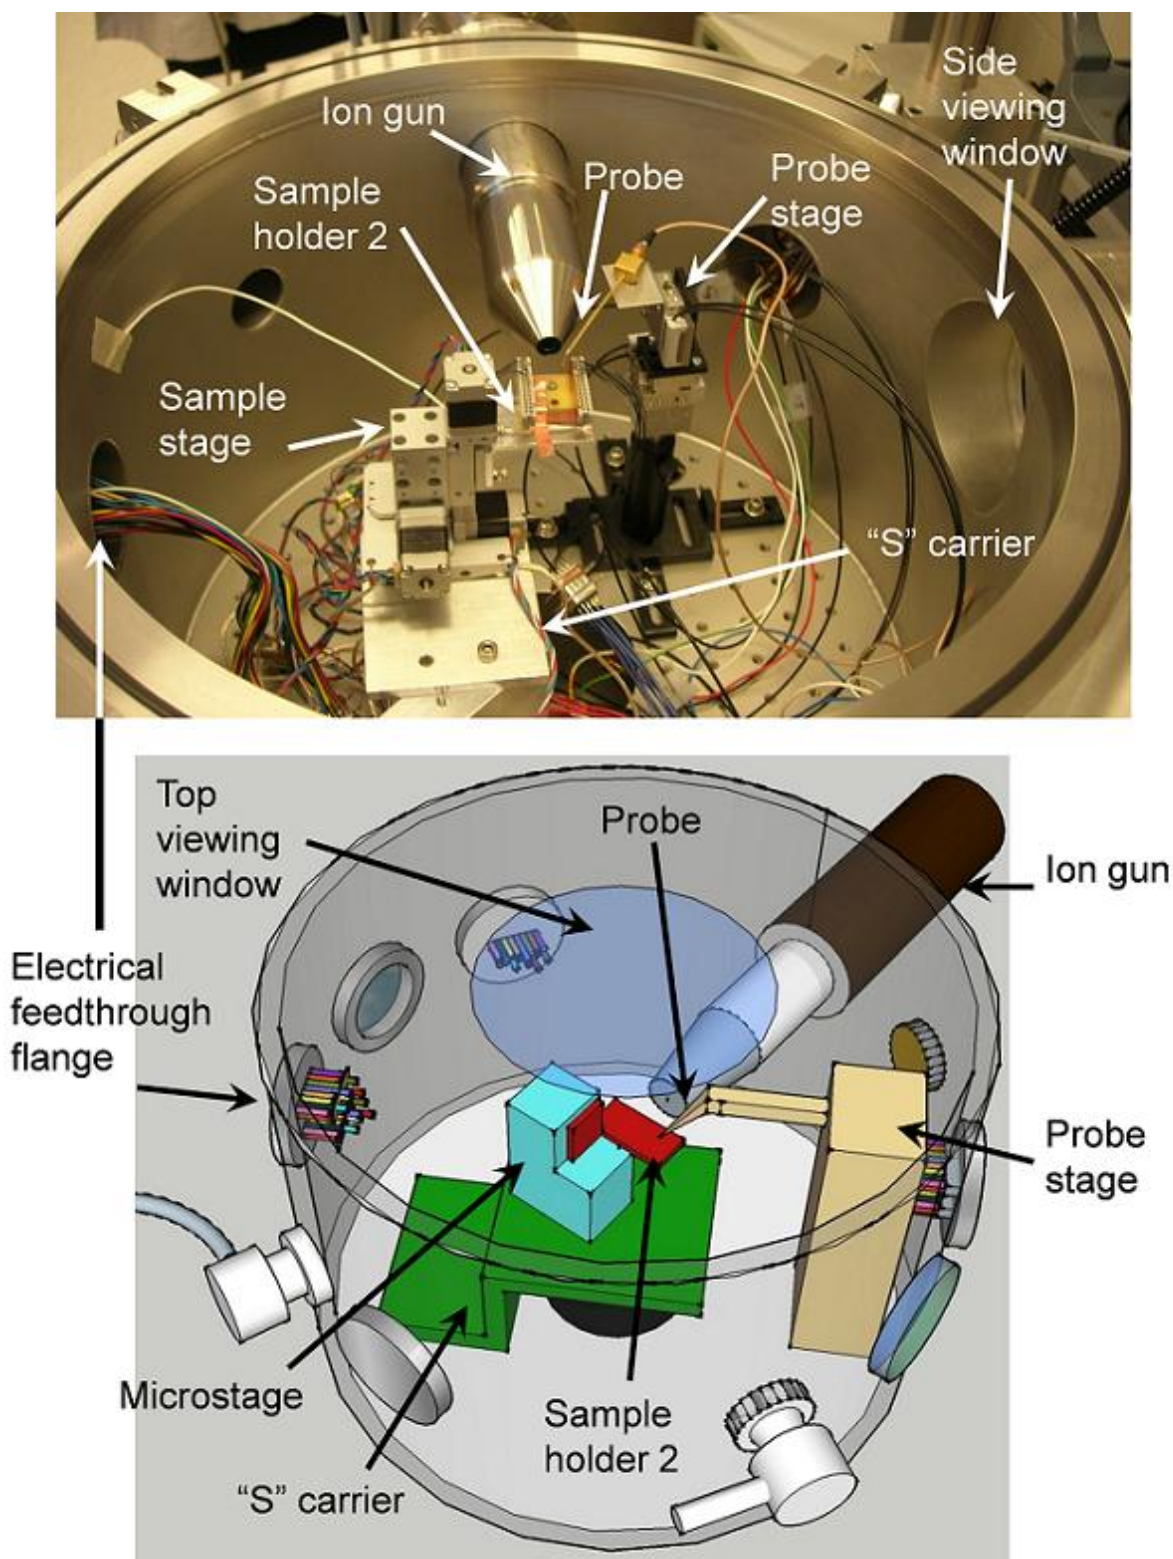 Ion gun
Sample
holder 2
Probe
Probe
stage
Side
viewing
window
Sample
stage
“S” carrier
Top
viewing
window
Probe
Ion gun
Electrical
feedthrough
flange
Probe
stage
Microstage
“S” carrier
Sample
holder 2